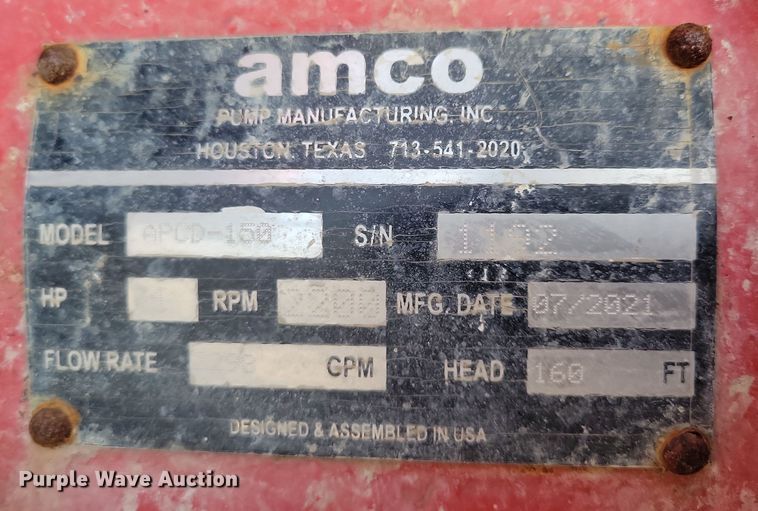 amco
PUMP MANUFACTURING, INC
HOUSTON, TEXAS 713-541-2020
MODEL S/N
HP RPM 2200 MFG. DATE 07/2021
FLOW RATE GPM HEAD 160 FT
DESIGNED & ASSEMBLED IN USA
Purple Wave Auction